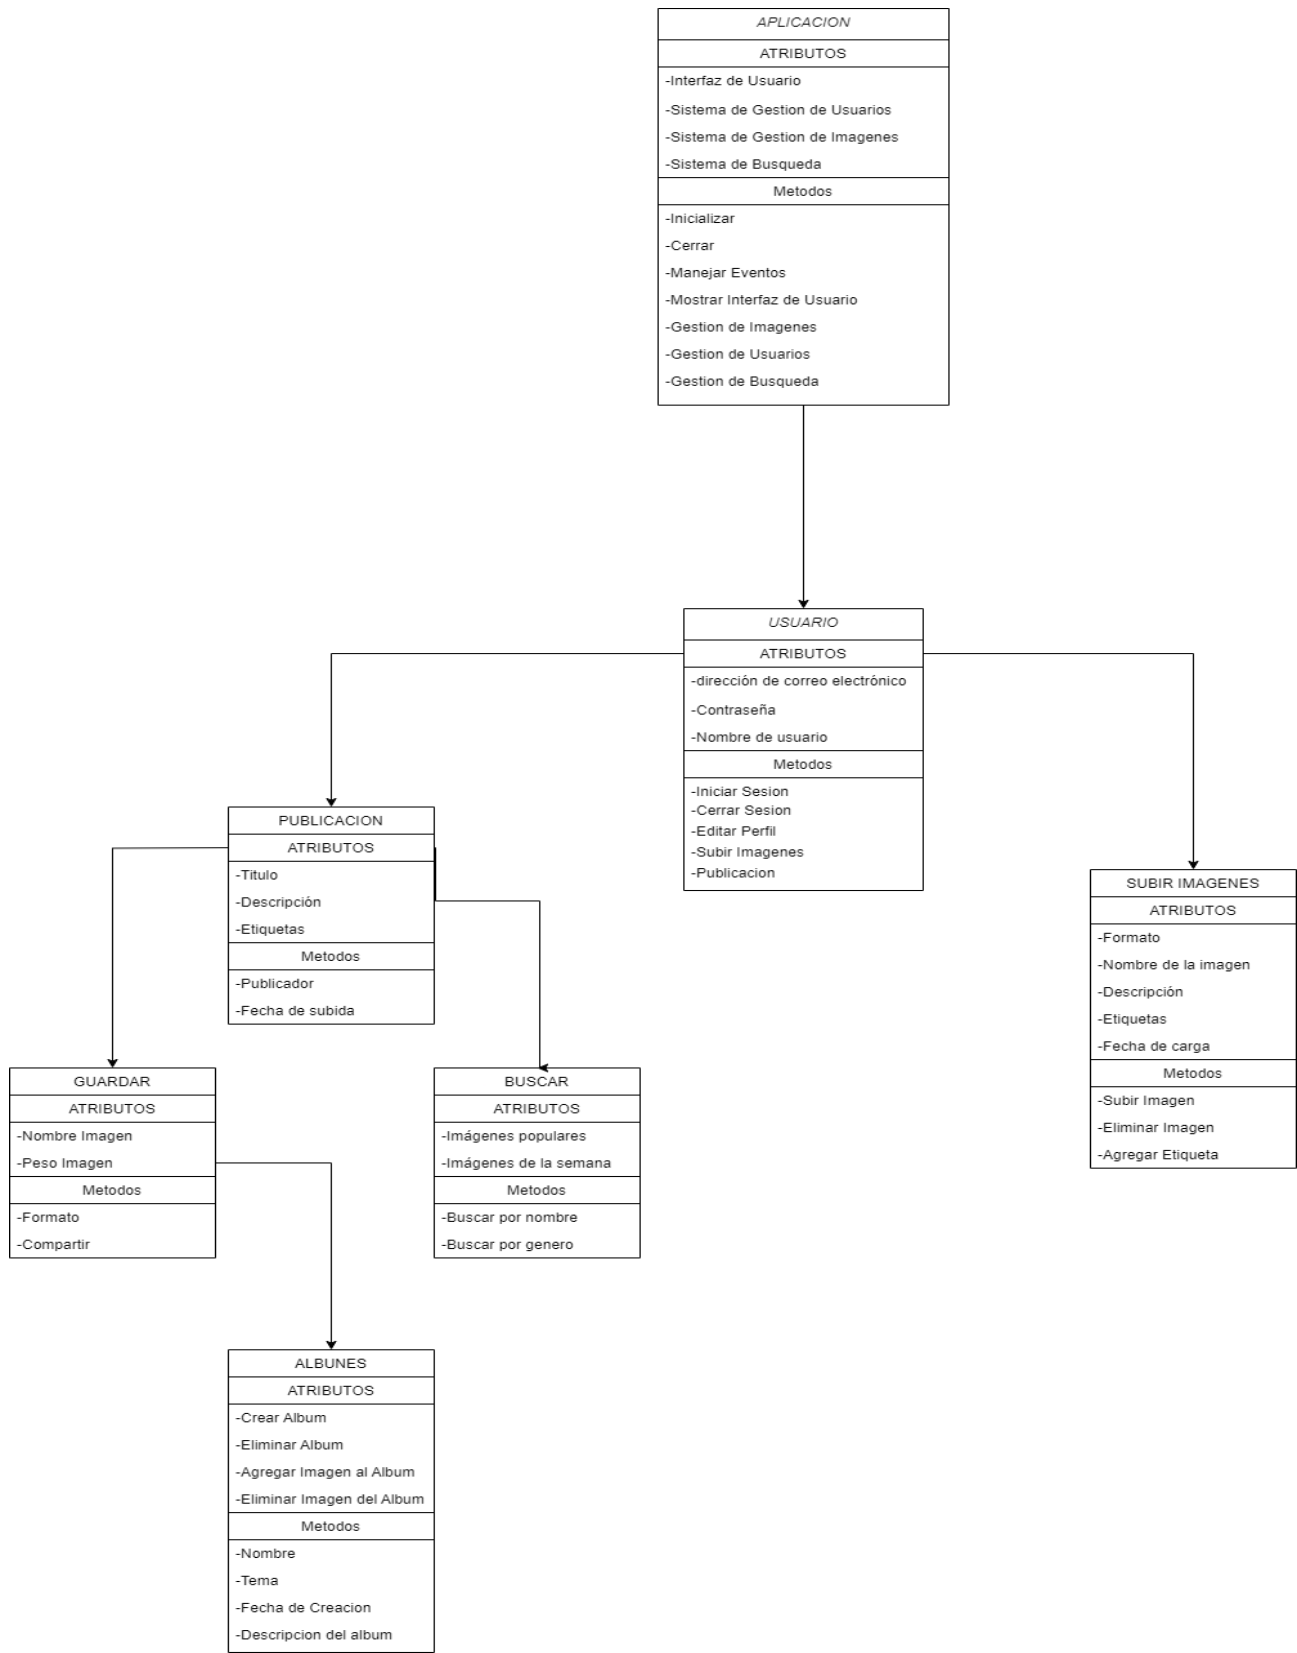 APLICACION
ATRIBUTOS
-Interfaz de Usuario
-Sistema de Gestion de Usuarios
-Sistema de Gestion de Imagenes
-Sistema de Busqueda
Metodos
-Inicializar
-Cerrar
-Manejar Eventos
-Mostrar Interfaz de Usuario
-Gestion de Imagenes
-Gestion de Usuarios
-Gestion de Busqueda
USUARIO
ATRIBUTOS
-dirección de correo electrónico
-Contraseña
-Nombre de usuario
Metodos
-Iniciar Sesion
-Cerrar Sesion
-Editar Perfil
-Subir Imagenes
-Publicacion
PUBLICACION
ATRIBUTOS
-Titulo
-Descripción
-Etiquetas
Metodos
-Publicador
-Fecha de subida
SUBIR IMAGENES
ATRIBUTOS
-Formato
-Nombre de la imagen
-Descripción
-Etiquetas
-Fecha de carga
Metodos
-Subir Imagen
-Eliminar Imagen
-Agregar Etiqueta
GUARDAR
ATRIBUTOS
-Nombre Imagen
-Peso Imagen
Metodos
-Formato
-Compartir
BUSCAR
ATRIBUTOS
-Imágenes populares
-Imágenes de la semana
Metodos
-Buscar por nombre
-Buscar por genero
ALBUNES
ATRIBUTOS
-Crear Album
-Eliminar Album
-Agregar Imagen al Album
-Eliminar Imagen del Album
Metodos
-Nombre
-Tema
-Fecha de Creacion
-Descripcion del album